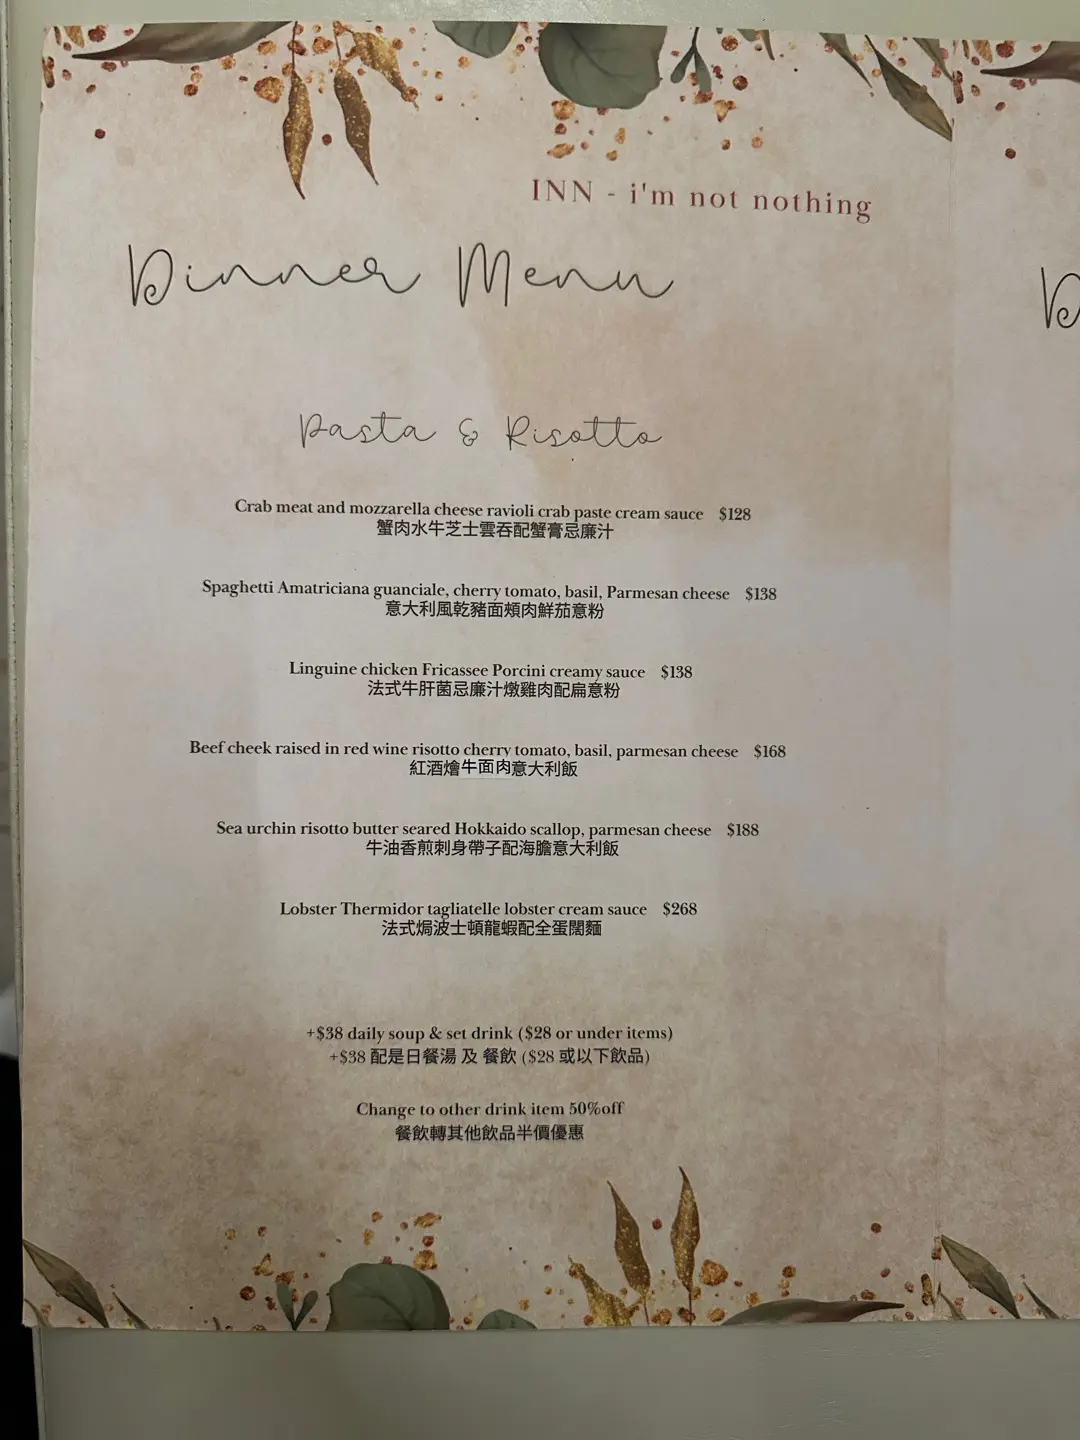 INN - i'm not nothing
Dinner Menu
Pasta & Risotto
Crab meat and mozzarella cheese ravioli crab paste cream sauce $128
蟹肉水牛芝士雲吞配蟹膏忌廉汁
Spaghetti Amatriciana guanciale, cherry tomato, basil, Parmesan cheese $138
意大利風乾豬面頰肉鮮茄意粉
Linguine chicken Fricassee Porcini creamy sauce $138
法式牛肝菌忌廉汁燉雞肉配扁意粉
Beef cheek raised in red wine risotto cherry tomato, basil, parmesan cheese $168
紅酒燴牛面肉意大利飯
Sea urchin risotto butter seared Hokkaido scallop, parmesan cheese $188
牛油香煎刺身帶子配海膽意大利飯
Lobster Thermidor tagliatelle lobster cream sauce $268
法式焗波士頓龍蝦配全蛋闊麵
+$38 daily soup & set drink ($28 or under items)
+$38 配是日餐湯 及 餐飲 ($28 或以下飲品)
Change to other drink item 50%off
餐飲轉其他飲品半價優惠
D